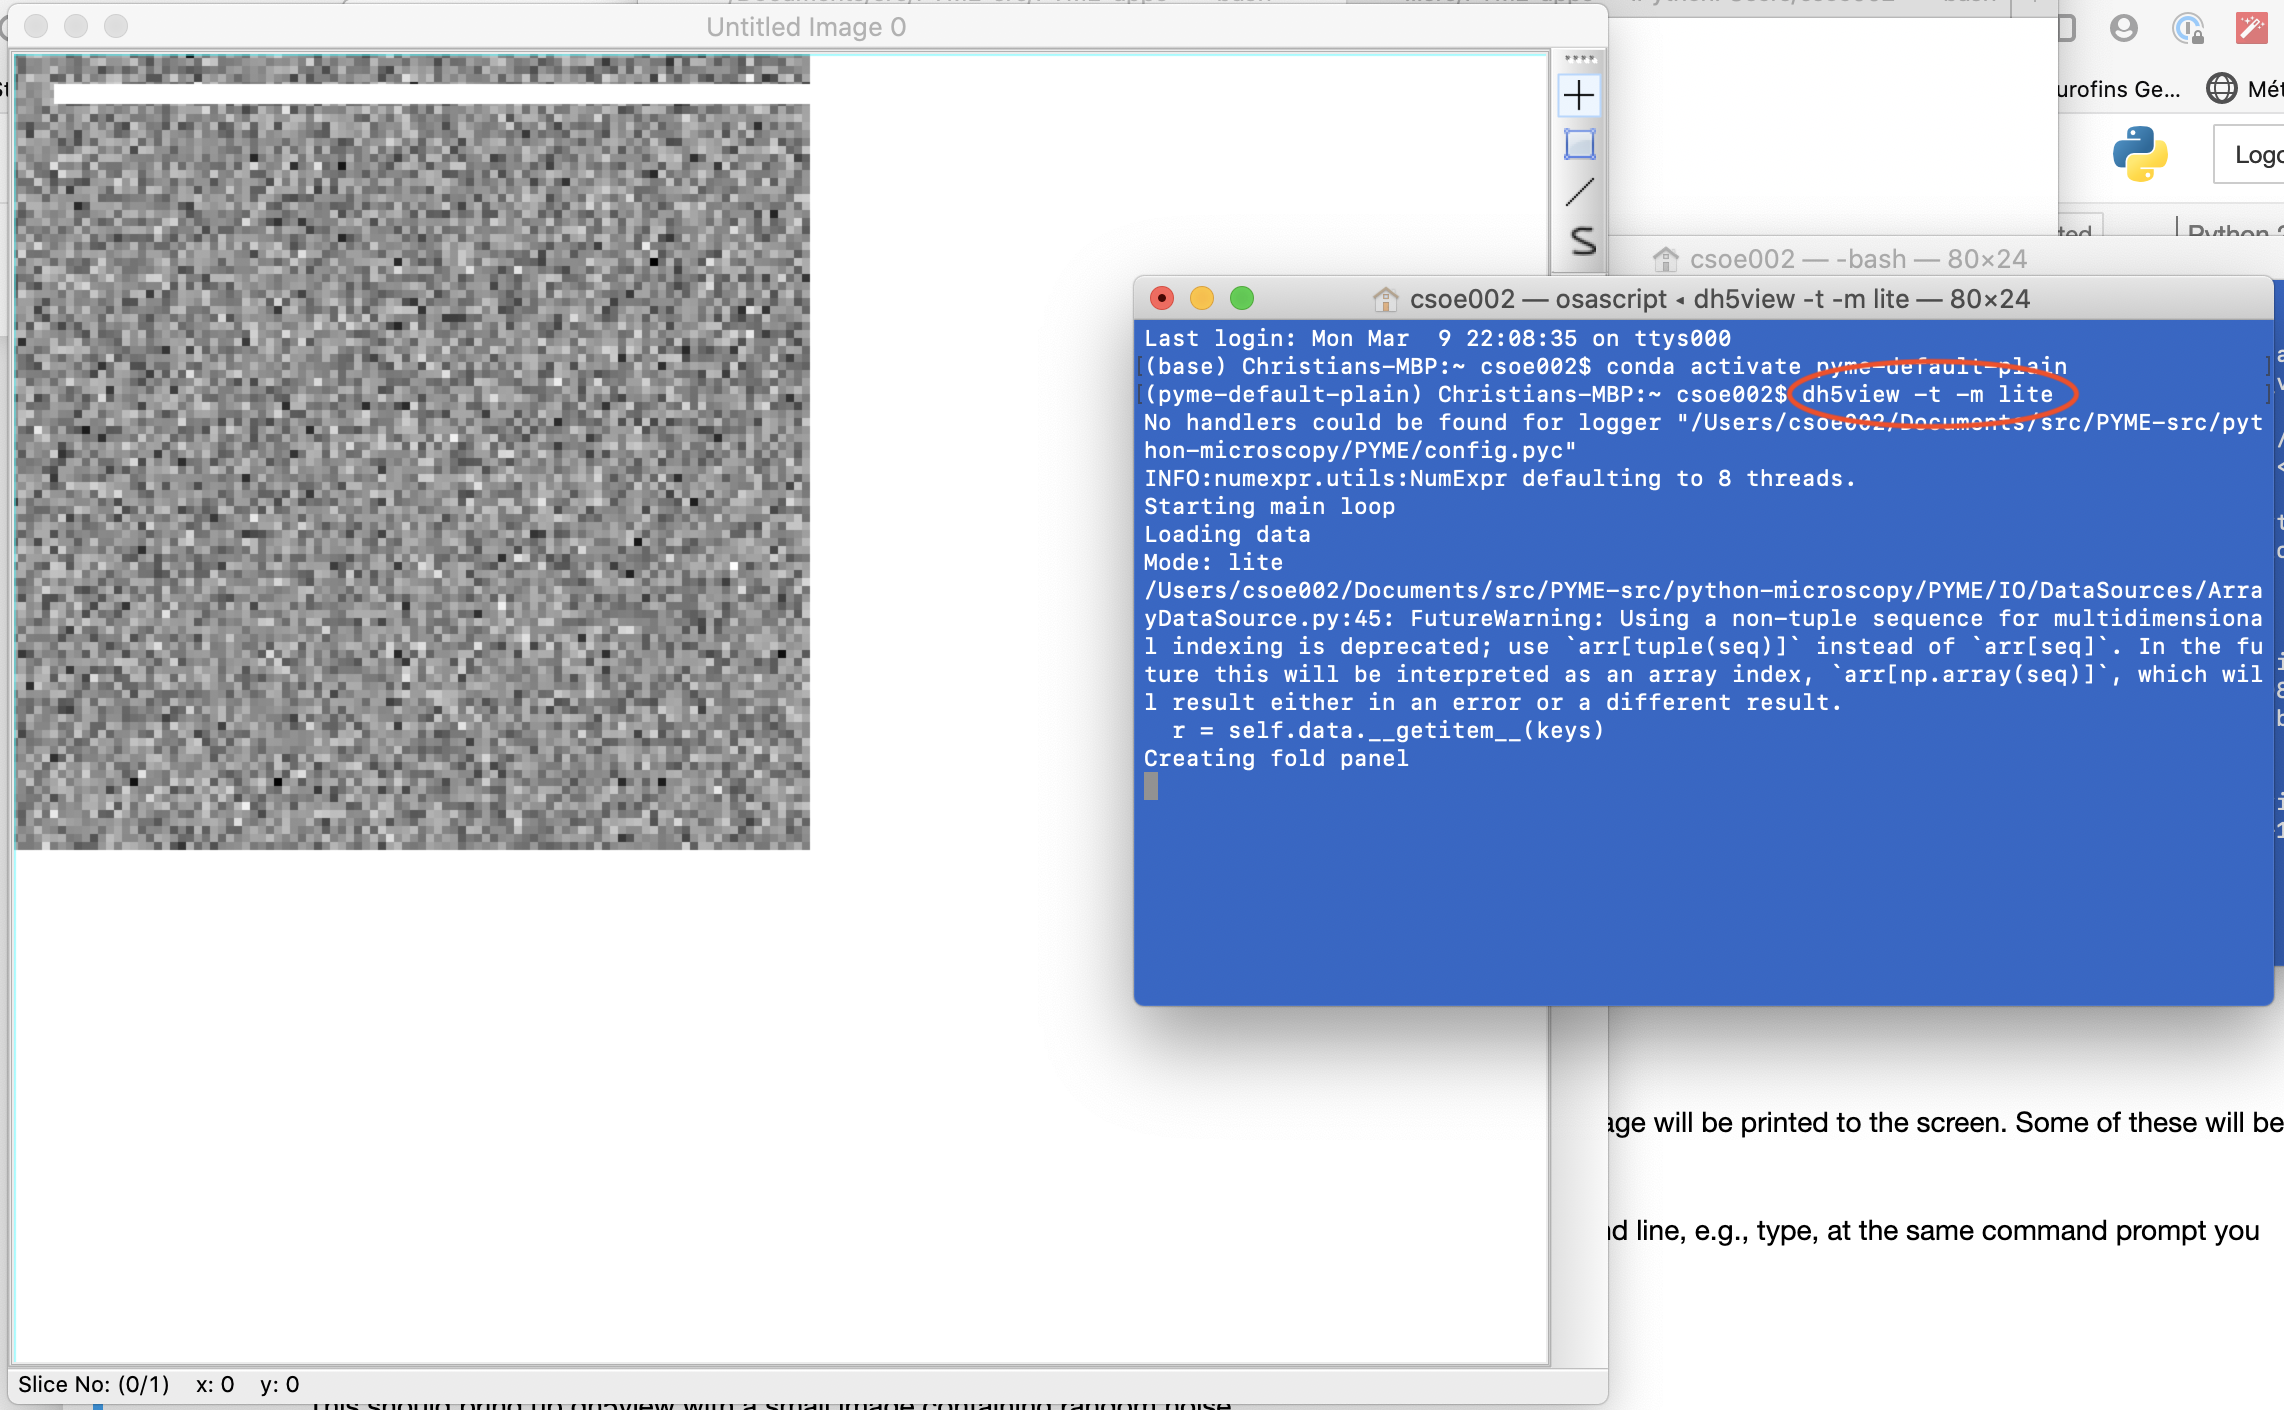 Untitled Image 0
urofins Ge...
Mét
Logo
Python
csoe002 — -bash — 80×24
csoe002 — osascript ◂ dh5view -t -m lite — 80×24
Last login: Mon Mar  9 22:08:35 on ttys000
(base) Christians-MBP:~ csoe002$ conda activate pyme-default-plain
(pyme-default-plain) Christians-MBP:~ csoe002$ dh5view -t -m lite
No handlers could be found for logger "/Users/csoe002/Documents/src/PYME-src/pyt
hon-microscopy/PYME/config.pyc"
INFO:numexpr.utils:NumExpr defaulting to 8 threads.
Starting main loop
Loading data
Mode: lite
/Users/csoe002/Documents/src/PYME-src/python-microscopy/PYME/IO/DataSources/Arra
yDataSource.py:45: FutureWarning: Using a non-tuple sequence for multidimensiona
l indexing is deprecated; use `arr[tuple(seq)]` instead of `arr[seq]`. In the fu
ture this will be interpreted as an array index, `arr[np.array(seq)]`, which wil
l result either in an error or a different result.
  r = self.data.__getitem__(keys)
Creating fold panel
age will be printed to the screen. Some of these will be
nd line, e.g., type, at the same command prompt you
Slice No: (0/1) x: 0 y: 0
This should bring up dh5view with a small image containing random noise